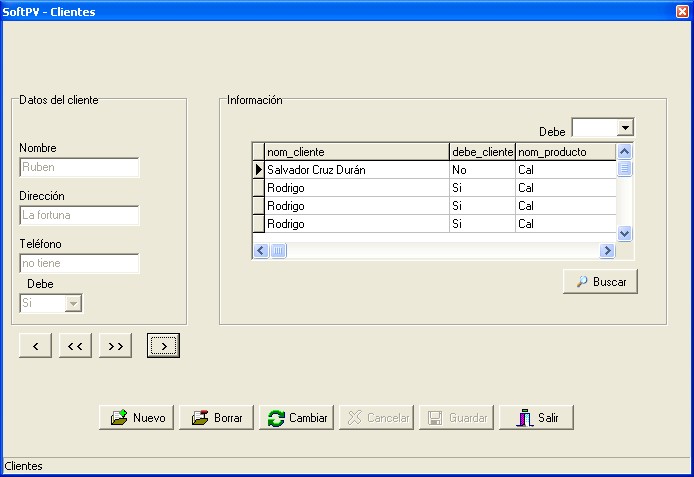 SoftPV - Clientes
Datos del cliente
Nombre
Ruben
Dirección
La fortuna
Teléfono
no tiene
Debe
Si
< << >> >
Información
Debe
nom_cliente debe_cliente nom_producto
Salvador Cruz Durán No Cal
Rodrigo Si Cal
Rodrigo Si Cal
Rodrigo Si Cal
Buscar
Nuevo Borrar Cambiar Cancelar Guardar Salir
Clientes